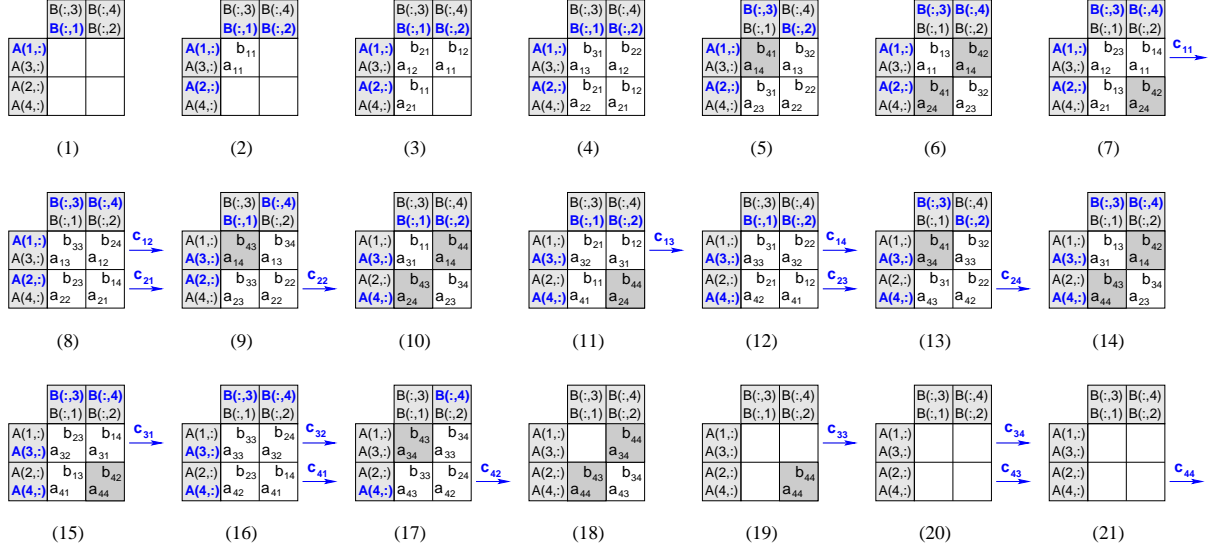 B(:,3) B(:,4)
B(:,1) B(:,2)
A(1,:)
A(3,:)
A(2,:)
A(4,:)
(1)
B(:,3) B(:,4)
B(:,1) B(:,2)
A(1,:) b11
A(3,:) a11
A(2,:)
A(4,:)
(2)
B(:,3) B(:,4)
B(:,1) B(:,2)
A(1,:) b21 b12
A(3,:) a12 a11
A(2,:) b11
A(4,:) a21
(3)
B(:,3) B(:,4)
B(:,1) B(:,2)
A(1,:) b31 b22
A(3,:) a13 a12
A(2,:) b21 b12
A(4,:) a22 a21
(4)
B(:,3) B(:,4)
B(:,1) B(:,2)
A(1,:) b41 b32
A(3,:) a14 a13
A(2,:) b31 b22
A(4,:) a23 a22
(5)
B(:,3) B(:,4)
B(:,1) B(:,2)
A(1,:) b13 b42
A(3,:) a11 a14
A(2,:) b41 b32
A(4,:) a24 a23
(6)
B(:,3) B(:,4)
B(:,1) B(:,2)
A(1,:) b23 b14 c11
A(3,:) a12 a11
A(2,:) b13 b42
A(4,:) a21 a24
(7)
B(:,3) B(:,4)
B(:,1) B(:,2)
A(1,:) b33 b24 c12
A(3,:) a13 a12
A(2,:) b23 b14 c21
A(4,:) a22 a21
(8)
B(:,3) B(:,4)
B(:,1) B(:,2)
A(1,:) b43 b34
A(3,:) a14 a13
A(2,:) b33 b22 c22
A(4,:) a23 a22
(9)
B(:,3) B(:,4)
B(:,1) B(:,2)
A(1,:) b11 b44
A(3,:) a31 a14
A(2,:) b43 b34
A(4,:) a24 a23
(10)
B(:,3) B(:,4)
B(:,1) B(:,2)
A(1,:) b21 b12 c13
A(3,:) a32 a31
A(2,:) b11 b44
A(4,:) a41 a24
(11)
B(:,3) B(:,4)
B(:,1) B(:,2)
A(1,:) b31 b22 c14
A(3,:) a33 a32
A(2,:) b21 b12 c23
A(4,:) a42 a41
(12)
B(:,3) B(:,4)
B(:,1) B(:,2)
A(1,:) b41 b32
A(3,:) a34 a33
A(2,:) b31 b22 c24
A(4,:) a43 a42
(13)
B(:,3) B(:,4)
B(:,1) B(:,2)
A(1,:) b13 b42
A(3,:) a31 a14
A(2,:) b43 b34
A(4,:) a44 a23
(14)
B(:,3) B(:,4)
B(:,1) B(:,2)
A(1,:) b23 b14 c31
A(3,:) a32 a31
A(2,:) b13 b42
A(4,:) a41 a44
(15)
B(:,3) B(:,4)
B(:,1) B(:,2)
A(1,:) b33 b24 c32
A(3,:) a33 a32
A(2,:) b23 b14 c41
A(4,:) a42 a41
(16)
B(:,3) B(:,4)
B(:,1) B(:,2)
A(1,:) b43 b34
A(3,:) a34 a33
A(2,:) b33 b24 c42
A(4,:) a43 a42
(17)
B(:,3) B(:,4)
B(:,1) B(:,2)
A(1,:) b44
A(3,:) a34
A(2,:) b43 b34
A(4,:) a44 a43
(18)
B(:,3) B(:,4)
B(:,1) B(:,2)
A(1,:) c33
A(3,:)
A(2,:) b44
A(4,:) a44
(19)
B(:,3) B(:,4)
B(:,1) B(:,2)
A(1,:) c34
A(3,:)
A(2,:) c43
A(4,:)
(20)
B(:,3) B(:,4)
B(:,1) B(:,2)
A(1,:)
A(3,:)
A(2,:) c44
A(4,:)
(21)